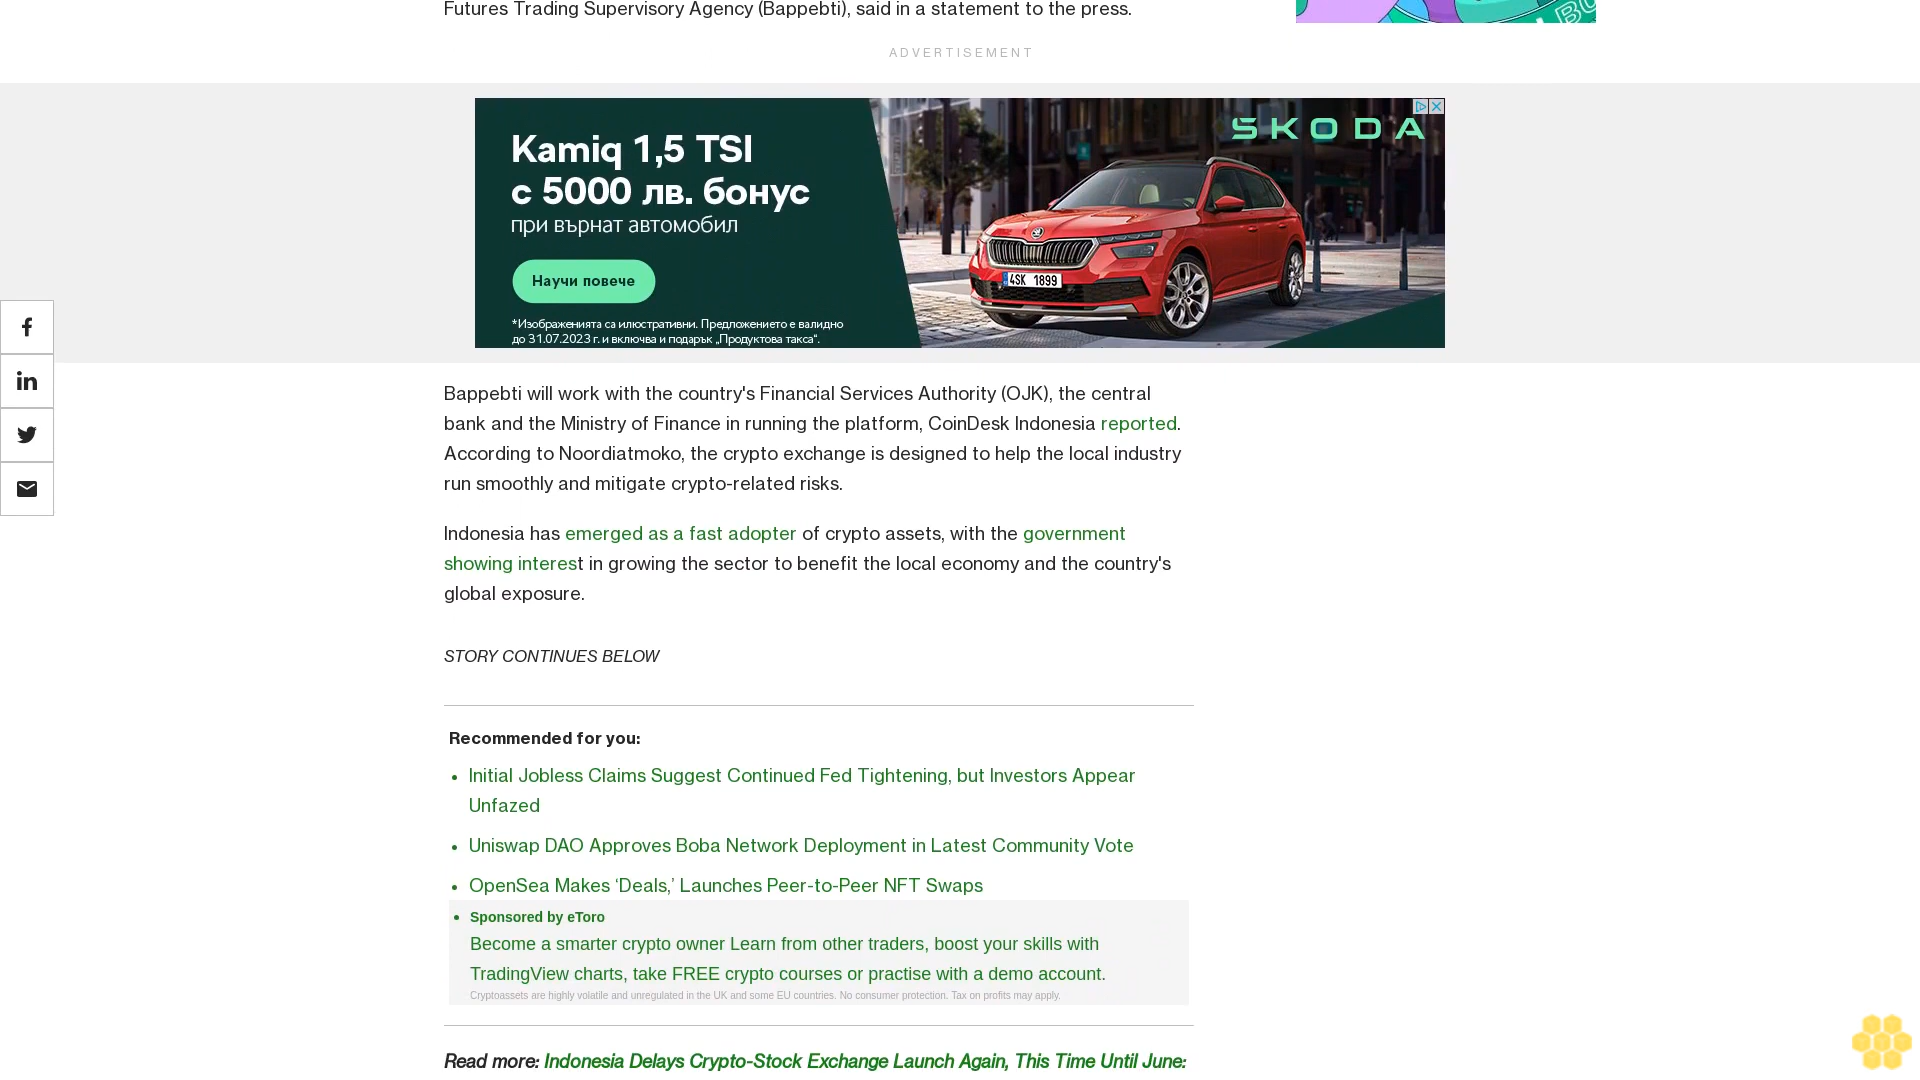 Futures Trading Supervisory Agency (Bappebti), said in a statement to the press.
ADVERTISEMENT
Kamiq 1,5 TSI
с 5000 лв. бонус
при върнат автомобил
Научи повече
*Изображенията са илюстративни. Предложението е валидно
до 31.07.2023 г. и включва и подарък „Продуктова такса“.
SKODA
4SK 1899
Bappebti will work with the country's Financial Services Authority (OJK), the central
bank and the Ministry of Finance in running the platform, CoinDesk Indonesia reported.
According to Noordiatmoko, the crypto exchange is designed to help the local industry
run smoothly and mitigate crypto-related risks.
Indonesia has emerged as a fast adopter of crypto assets, with the government
showing interest in growing the sector to benefit the local economy and the country's
global exposure.
STORY CONTINUES BELOW
Recommended for you:
• Initial Jobless Claims Suggest Continued Fed Tightening, but Investors Appear
Unfazed
• Uniswap DAO Approves Boba Network Deployment in Latest Community Vote
• OpenSea Makes ‘Deals,’ Launches Peer-to-Peer NFT Swaps
• Sponsored by eToro
Become a smarter crypto owner Learn from other traders, boost your skills with
TradingView charts, take FREE crypto courses or practise with a demo account.
Cryptoassets are highly volatile and unregulated in the UK and some EU countries. No consumer protection. Tax on profits may apply.
Read more: Indonesia Delays Crypto-Stock Exchange Launch Again, This Time Until June: